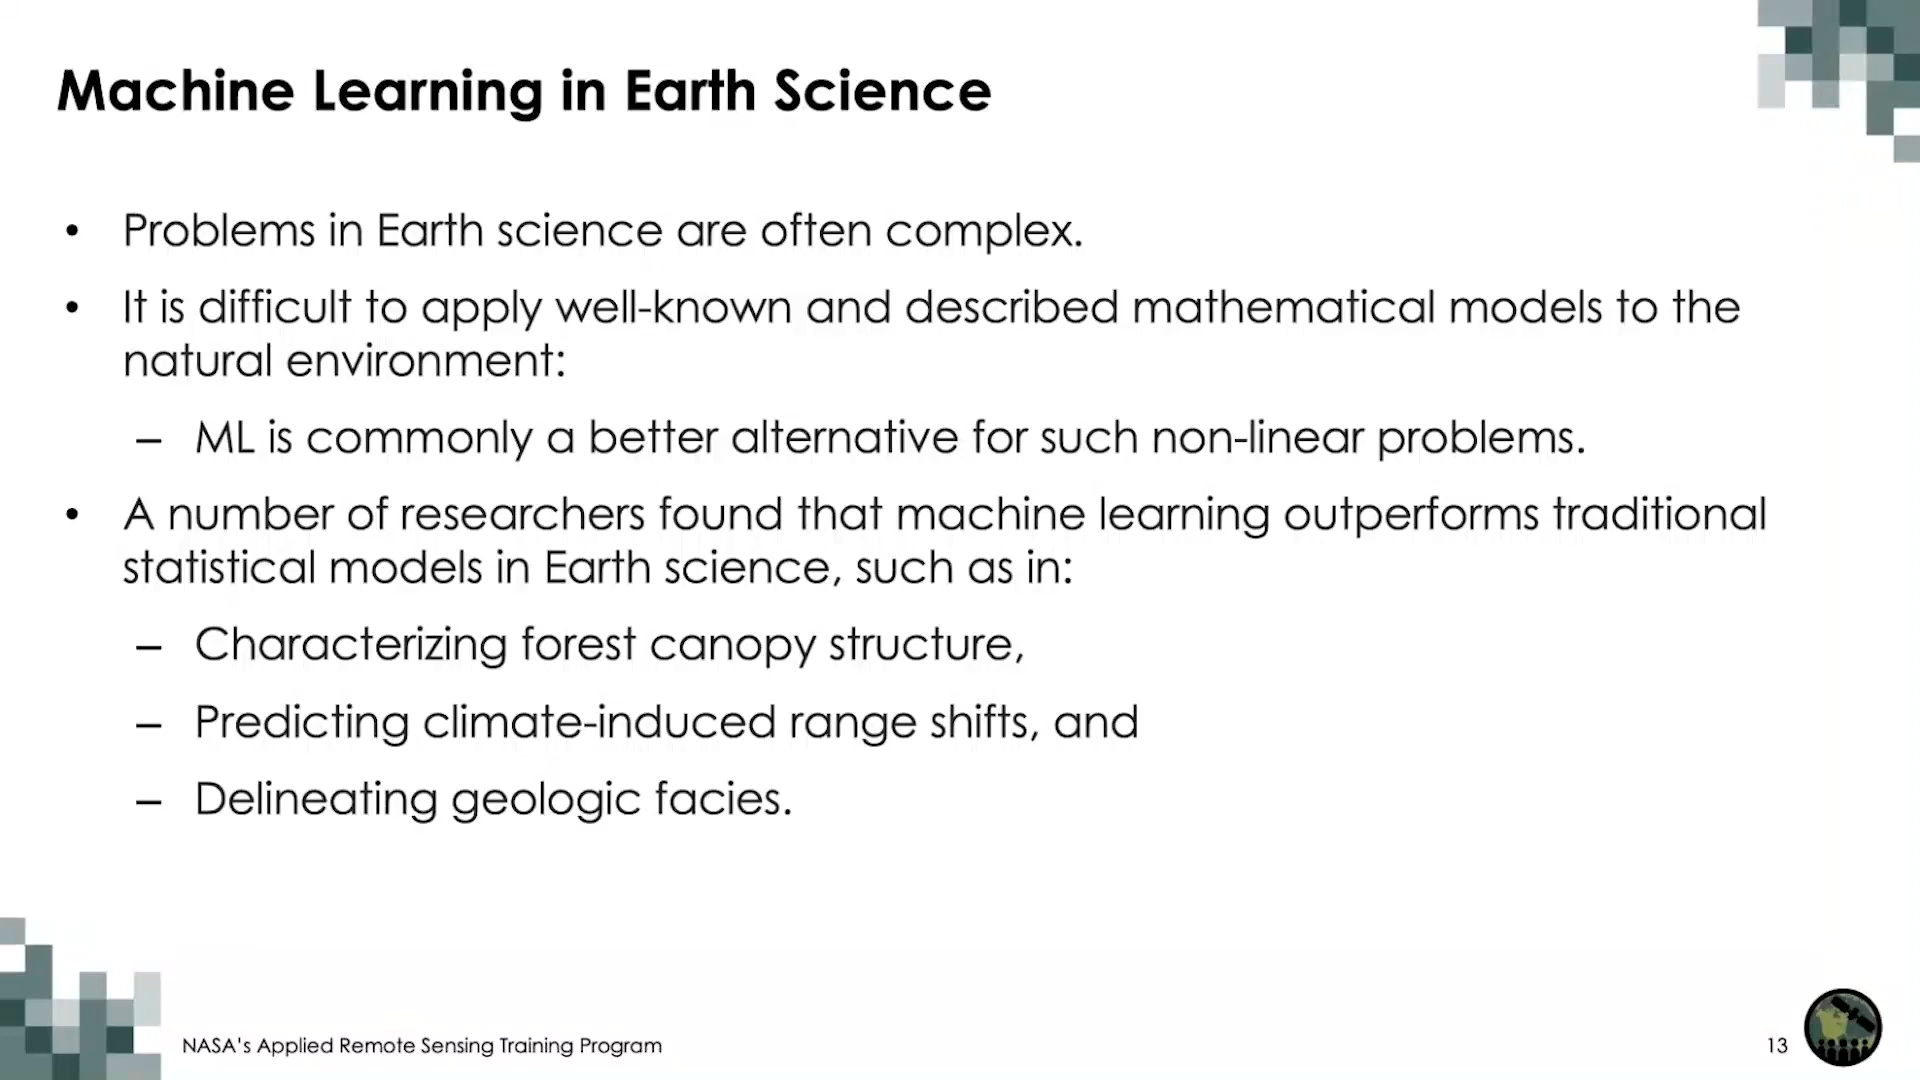 Machine Learning in Earth Science
• Problems in Earth science are often complex.
• It is difficult to apply well-known and described mathematical models to the
natural environment:
– ML is commonly a better alternative for such non-linear problems.
• A number of researchers found that machine learning outperforms traditional
statistical models in Earth science, such as in:
– Characterizing forest canopy structure,
– Predicting climate-induced range shifts, and
– Delineating geologic facies.
NASA's Applied Remote Sensing Training Program
13